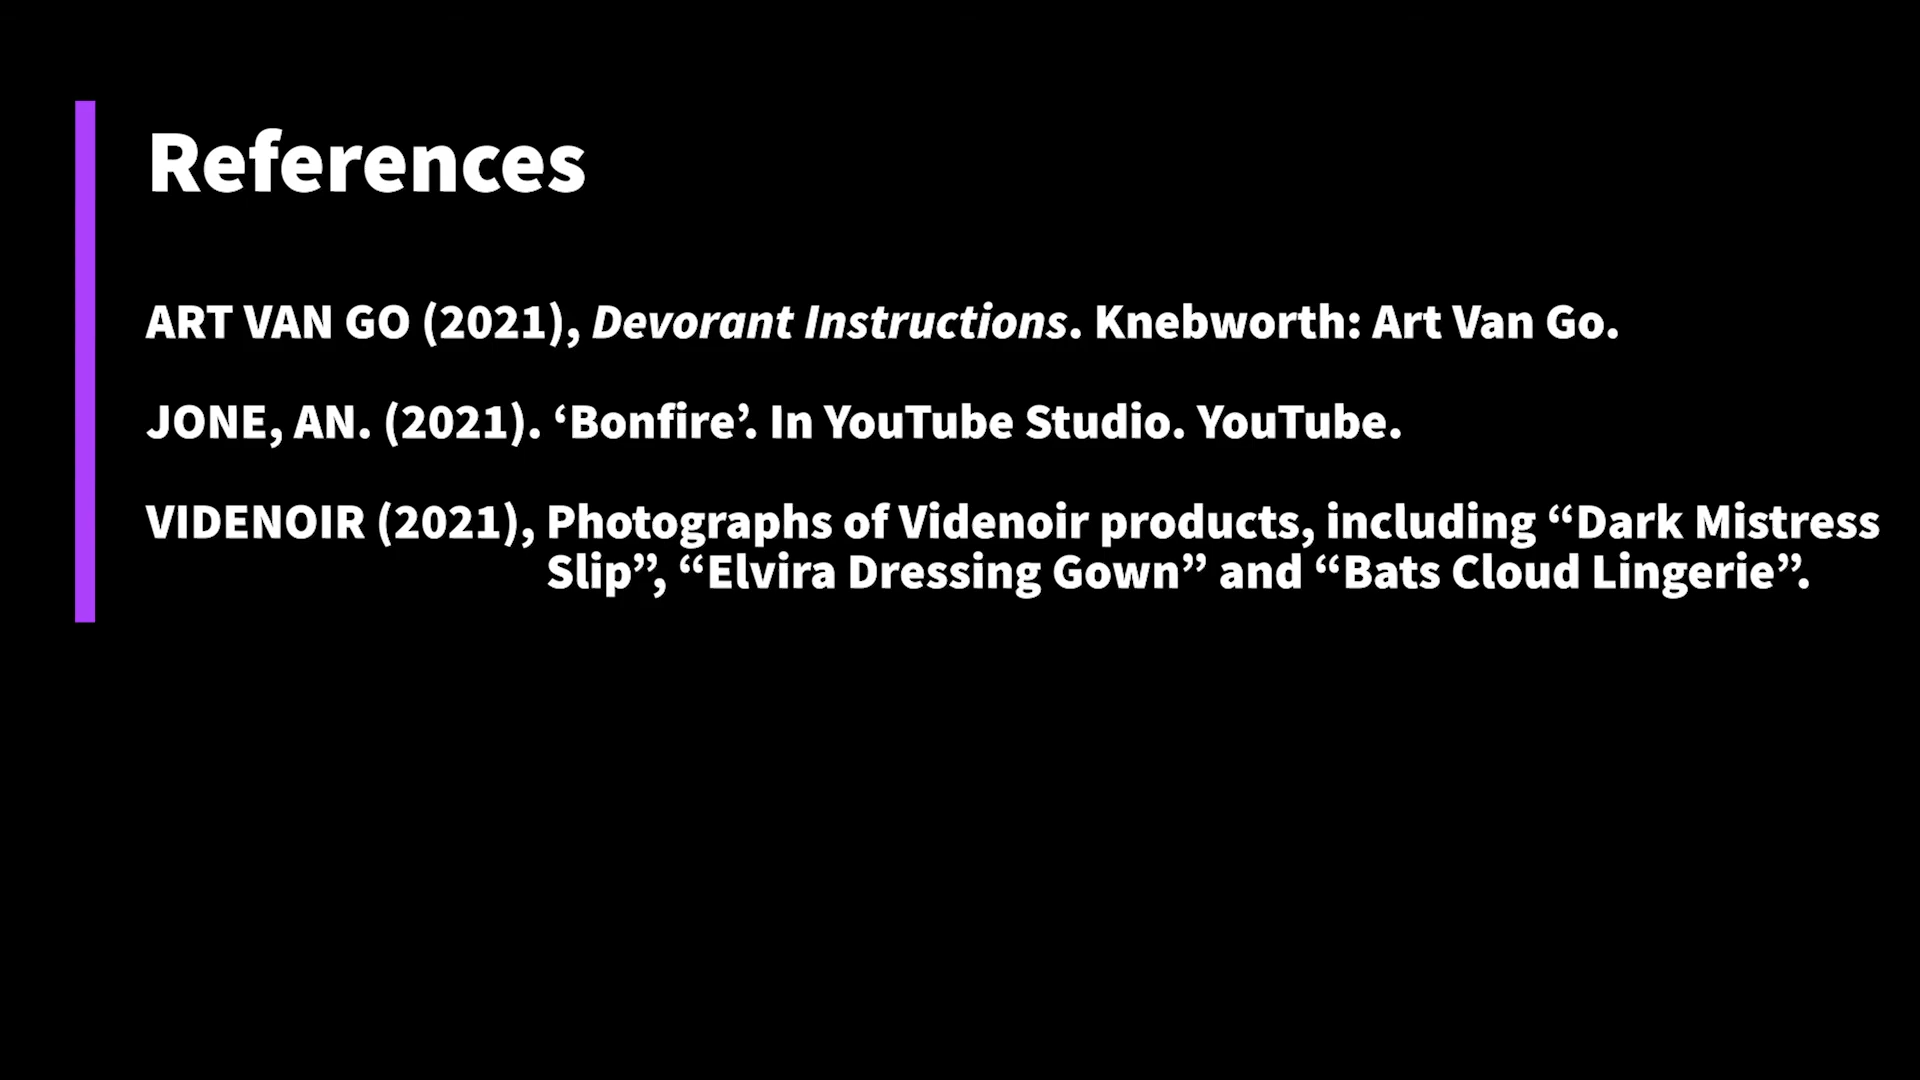 References
ART VAN GO (2021), Devorant Instructions. Knebworth: Art Van Go.
JONE, AN. (2021). ‘Bonfire’. In YouTube Studio. YouTube.
VIDENOIR (2021), Photographs of Videnoir products, including “Dark Mistress
Slip”, “Elvira Dressing Gown” and “Bats Cloud Lingerie”.